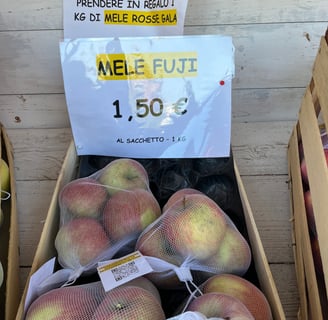 PRENDERE IN REGALO 1
KG DI MELE ROSSE GALA
MELE FUJI
1,50 €
AL SACCHETTO - 1 KG